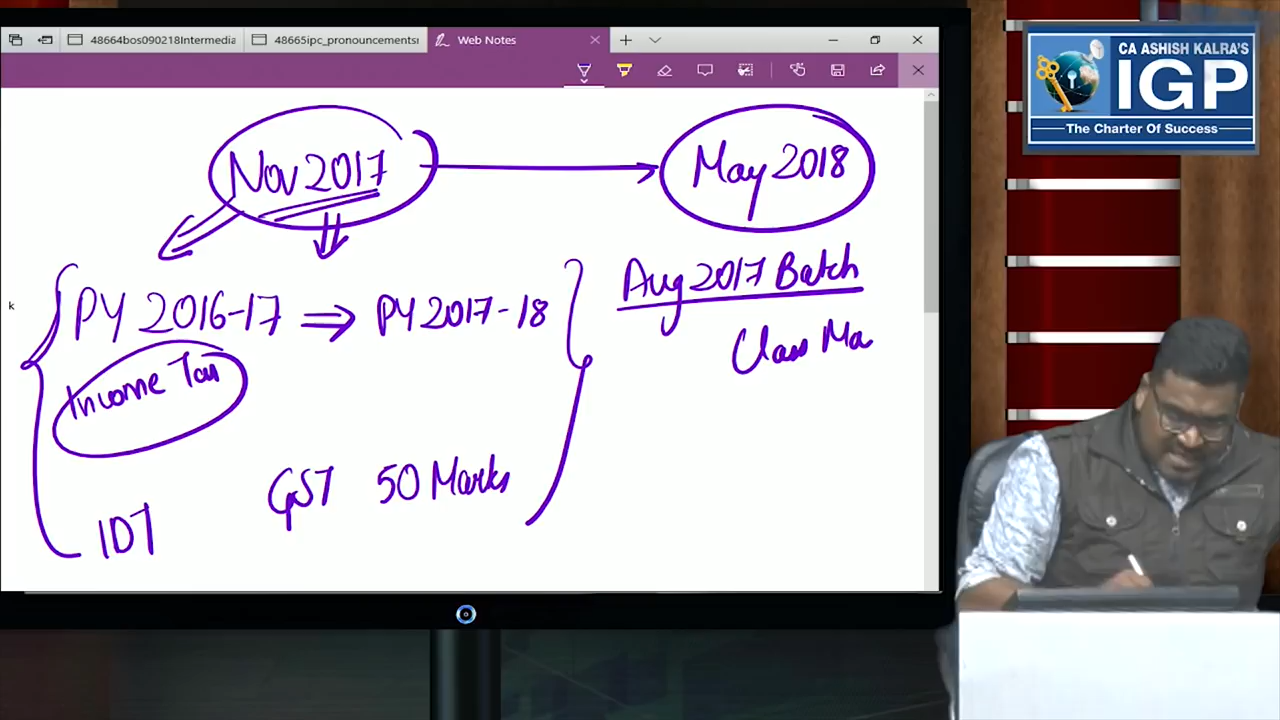 48664bos090218Intermedia
48665ipc_pronouncements
Web Notes
CA ASHISH KALRA'S
IGP
The Charter Of Success
Nov 2017
May 2018
PY 2016-17 ⇒ PY 2017-18
Aug 2017 Batch
Class Ma
Income Tax
GST 50 Marks
IDT
k